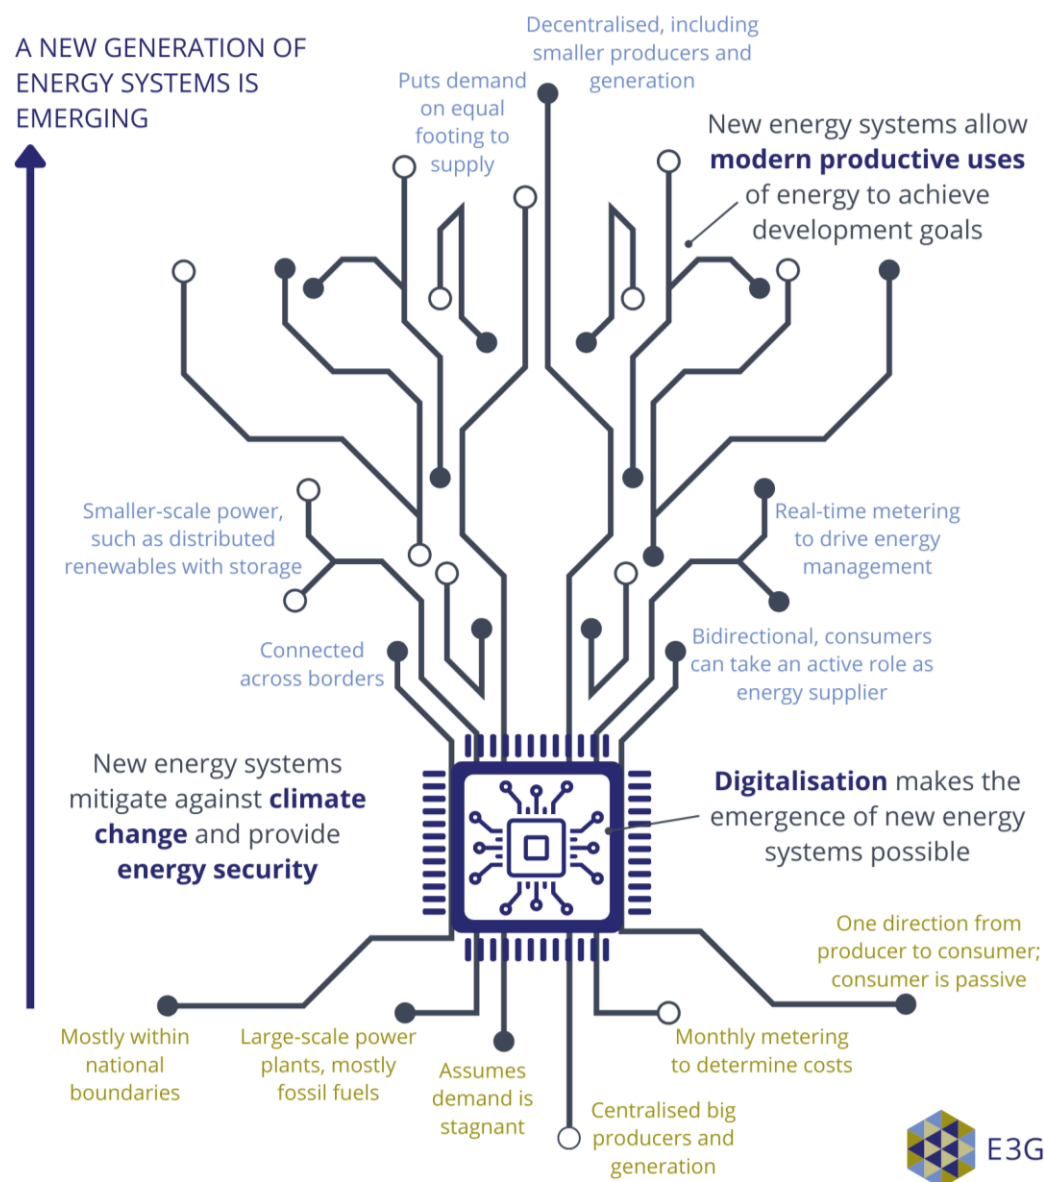 A NEW GENERATION OF
ENERGY SYSTEMS IS
EMERGING
Decentralised, including
smaller producers and
generation
Puts demand
on equal
footing to
supply
New energy systems allow
modern productive uses
of energy to achieve
development goals
Smaller-scale power,
such as distributed
renewables with storage
Real-time metering
to drive energy
management
Connected
across borders
Bidirectional, consumers
can take an active role as
energy supplier
New energy systems
mitigate against climate
change and provide
energy security
Digitalisation makes the
emergence of new energy
systems possible
One direction from
producer to consumer;
consumer is passive
Mostly within
national
boundaries
Large-scale power
plants, mostly
fossil fuels
Assumes
demand is
stagnant
Centralised big
producers and
generation
Monthly metering
to determine costs
E3G